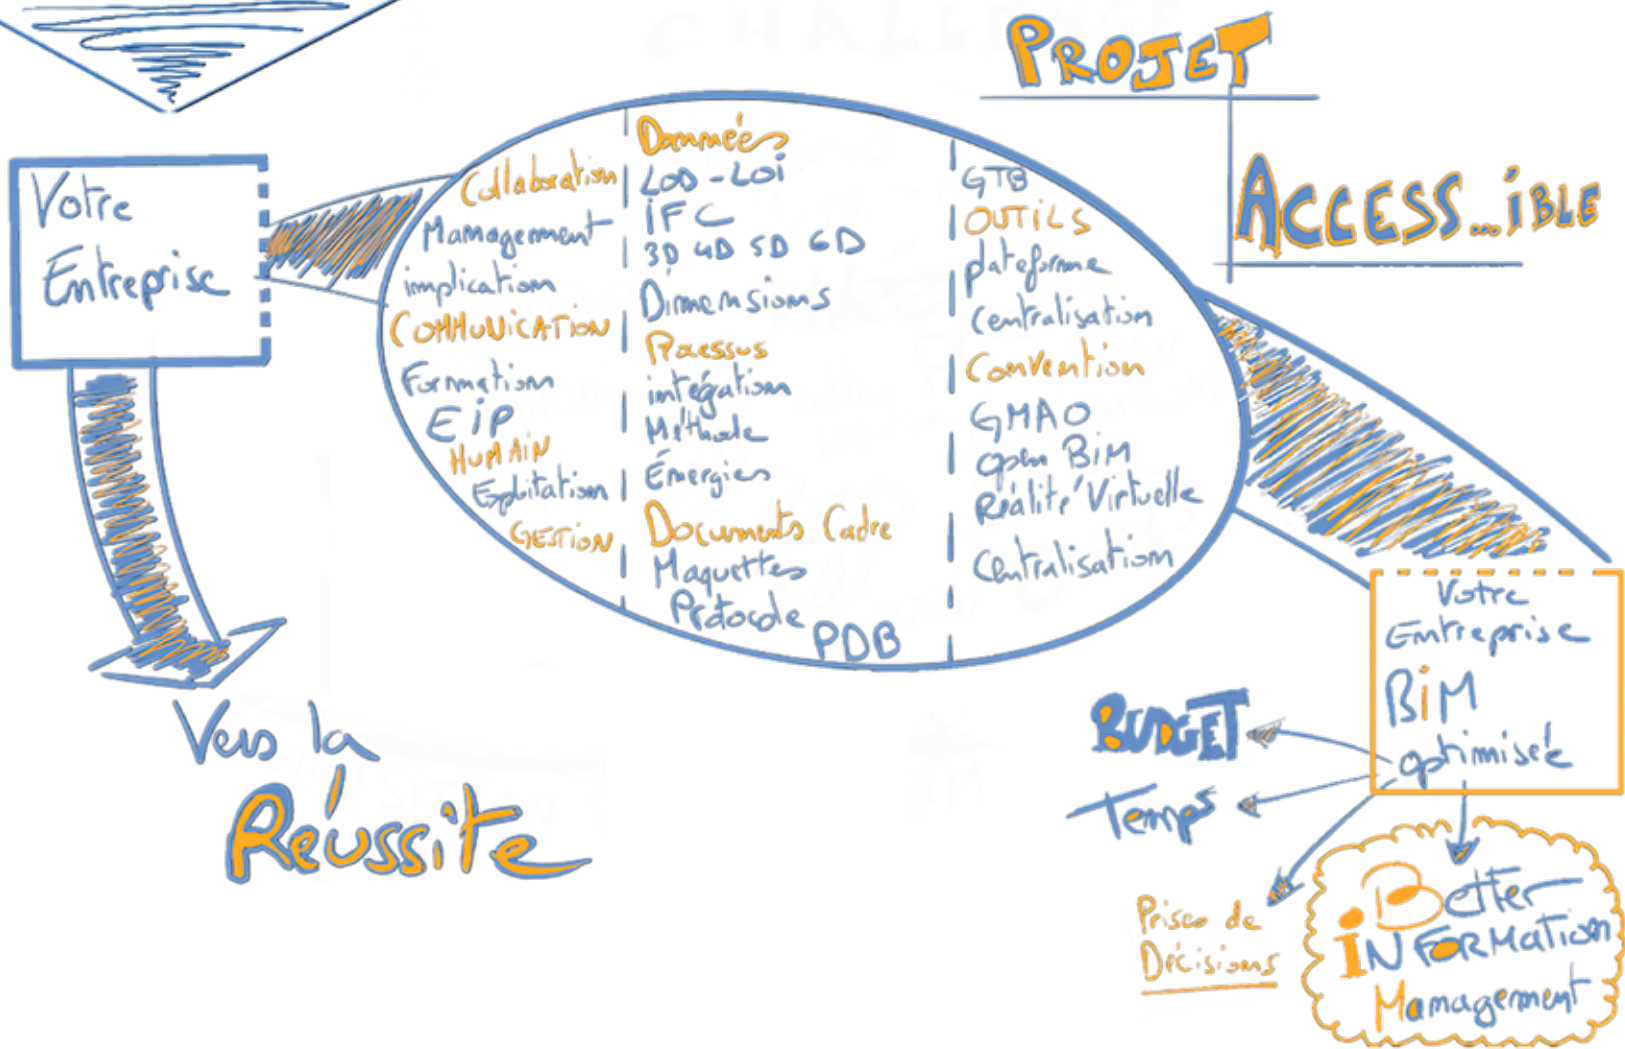 PROJET
ACCESS...iBLE
Votre
Entreprise
Collaboration
Management
implication
COMMUNiCATiON
Formation
EiP
HUMAiN
Exploitation
GESTiON
Données
LOD - LOi
iFC
3D 4D 5D 6D
Dimensions
Processus
intégration
Méthode
Énergies
Documents Cadre
Maquettes
Protocole
PDB
GTB
OUTiLS
plateforme
Centralisation
Convention
GMAO
open BiM
Réalité Virtuelle
Centralisation
Vers la
Réussite
Votre
Entreprise
BiM
optimisée
BUDGET
Temps
Prises de
Décisions
Better
iNFORMATiON
Management